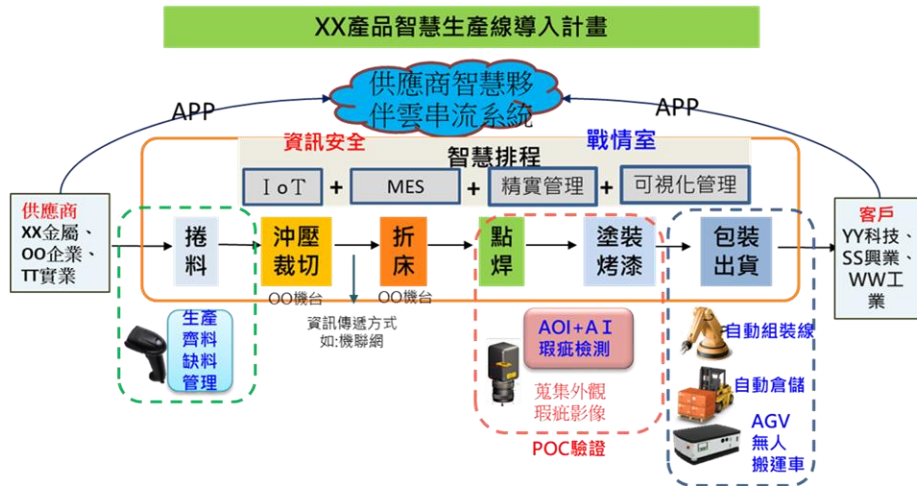 XX產品智慧生產線導入計畫
供應商智慧夥
伴雲串流系統
APP
APP
資訊安全
戰情室
智慧排程
IoT
+
MES
+
精實管理
+
可視化管理
供應商
XX金屬、
OO企業、
TT實業
捲
料
沖壓
裁切
折
床
點
焊
塗裝
烤漆
包裝
出貨
客戶
YY科技、
SS興業、
WW工
業
OO機台
OO機台
資訊傳遞方式
如:機聯網
生產
齊料
缺料
管理
AOI+AI
瑕疵檢測
蒐集外觀
瑕疵影像
POC驗證
自動組裝線
自動倉儲
AGV
無人
搬運車